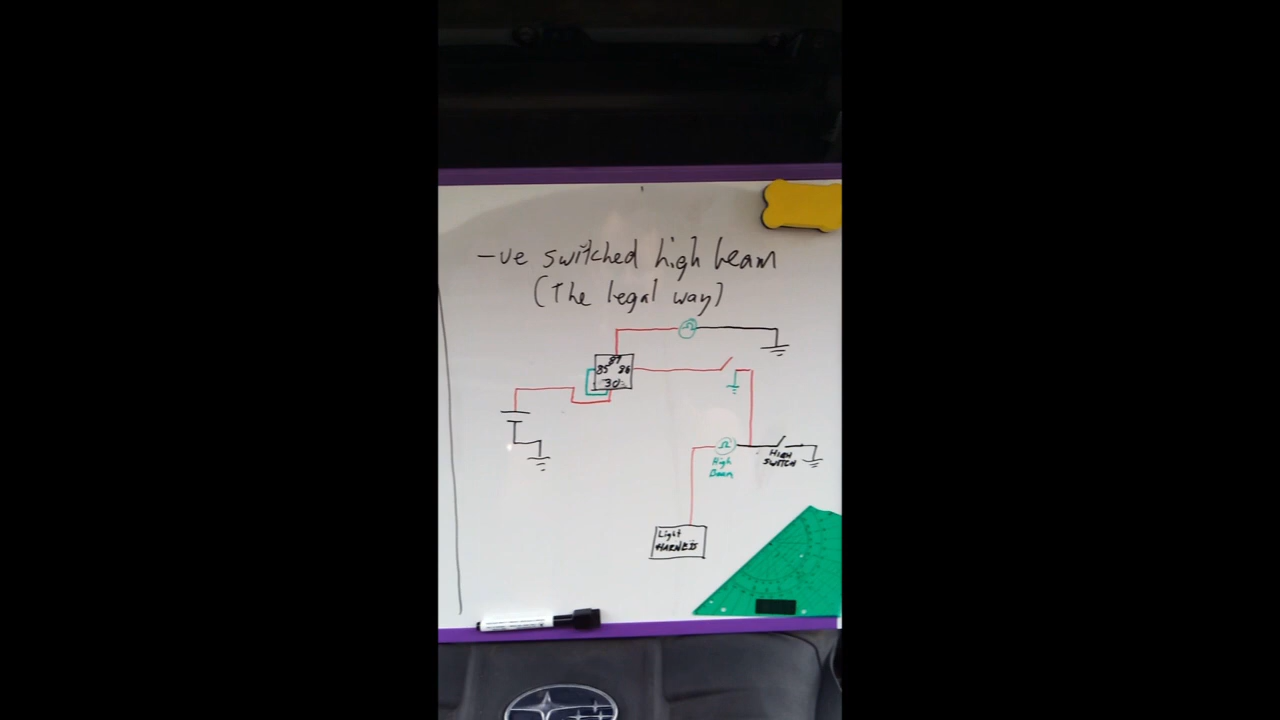 -ve switched high beam
(The legal way)
87
85 86
30
High
Beam
HIGH
SWITCH
Light
HARNESS